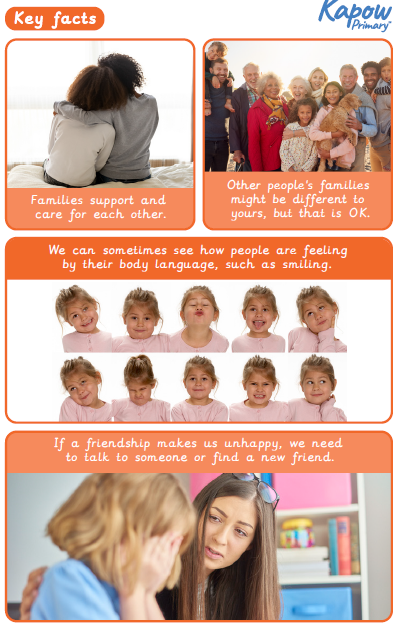 Key facts
Kapow
Primary™
Families support and
care for each other.
Other people's families
might be different to
yours, but that is OK.
We can sometimes see how people are feeling
by their body language, such as smiling.
If a friendship makes us unhappy, we need
to talk to someone or find a new friend.